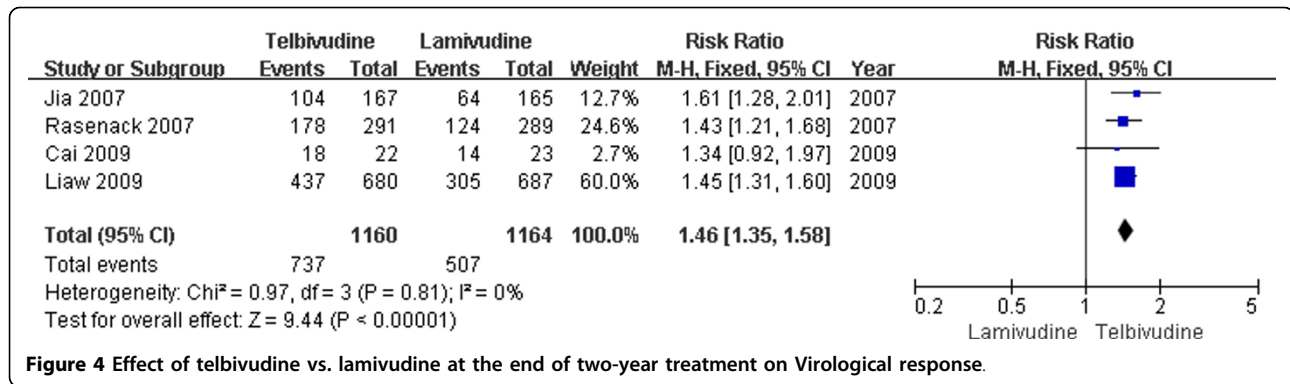 Telbivudine Lamivudine Risk Ratio Risk Ratio
Study or Subgroup Events Total Events Total Weight M-H, Fixed, 95% CI Year M-H, Fixed, 95% CI
Jia 2007 104 167 64 165 12.7% 1.61 [1.28, 2.01] 2007
Rasenack 2007 178 291 124 289 24.6% 1.43 [1.21, 1.68] 2007
Cai 2009 18 22 14 23 2.7% 1.34 [0.92, 1.97] 2009
Liaw 2009 437 680 305 687 60.0% 1.45 [1.31, 1.60] 2009
Total (95% CI) 1160 1164 100.0% 1.46 [1.35, 1.58]
Total events 737 507
Heterogeneity: Chi² = 0.97, df = 3 (P = 0.81); I² = 0%
Test for overall effect: Z = 9.44 (P < 0.00001)
0.2 0.5 1 2 5
Lamivudine Telbivudine
Figure 4 Effect of telbivudine vs. lamivudine at the end of two-year treatment on Virological response.